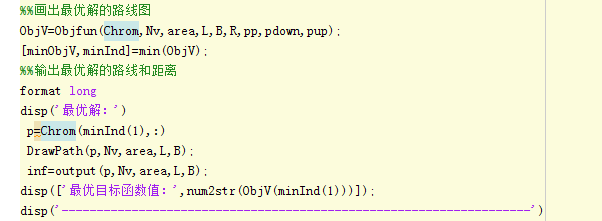 %%画出最优解的路线图
ObjV=Objfun(Chrom,Nv,area,L,B,R,pp,pdown,pup);
[minObjV,minInd]=min(ObjV);
%%输出最优解的路线和距离
format long
disp('最优解：')
p=Chrom(minInd(1),:)
DrawPath(p,Nv,area,L,B);
inf=output(p,Nv,area,L,B);
disp(['最优目标函数值：',num2str(ObjV(minInd(1)))]);
disp('-------------------------------------------------------------------')